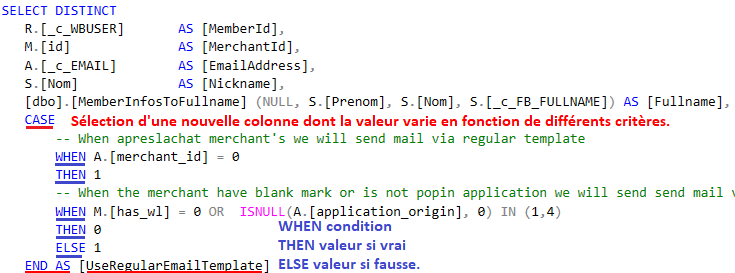 SELECT DISTINCT
R.[_c_WBUSER] AS [MemberId],
M.[id] AS [MerchantId],
A.[_c_EMAIL] AS [EmailAddress],
S.[Nom] AS [Nickname],
[dbo].[MemberInfosToFullname] (NULL, S.[Prenom], S.[Nom], S.[_c_FB_FULLNAME]) AS [Fullname],
CASE Sélection d'une nouvelle colonne dont la valeur varie en fonction de différents critères.
-- When apreslachat merchant's we will send mail via regular template
WHEN A.[merchant_id] = 0
THEN 1
-- When the merchant have blank mark or is not popin application we will send send mail v
WHEN M.[has_wl] = 0 OR ISNULL(A.[application_origin], 0) IN (1,4)
THEN 0 WHEN condition
ELSE 1 THEN valeur si vrai
END AS [UseRegularEmailTemplate] ELSE valeur si fausse.